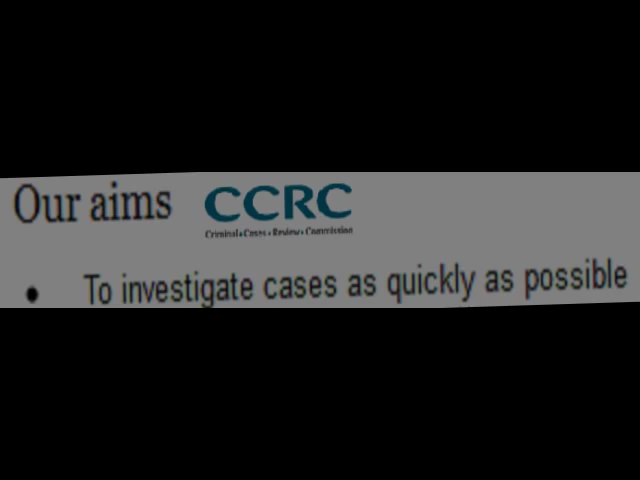 Our aims
CCRC
Criminal • Cases • Review • Commission
• To investigate cases as quickly as possible